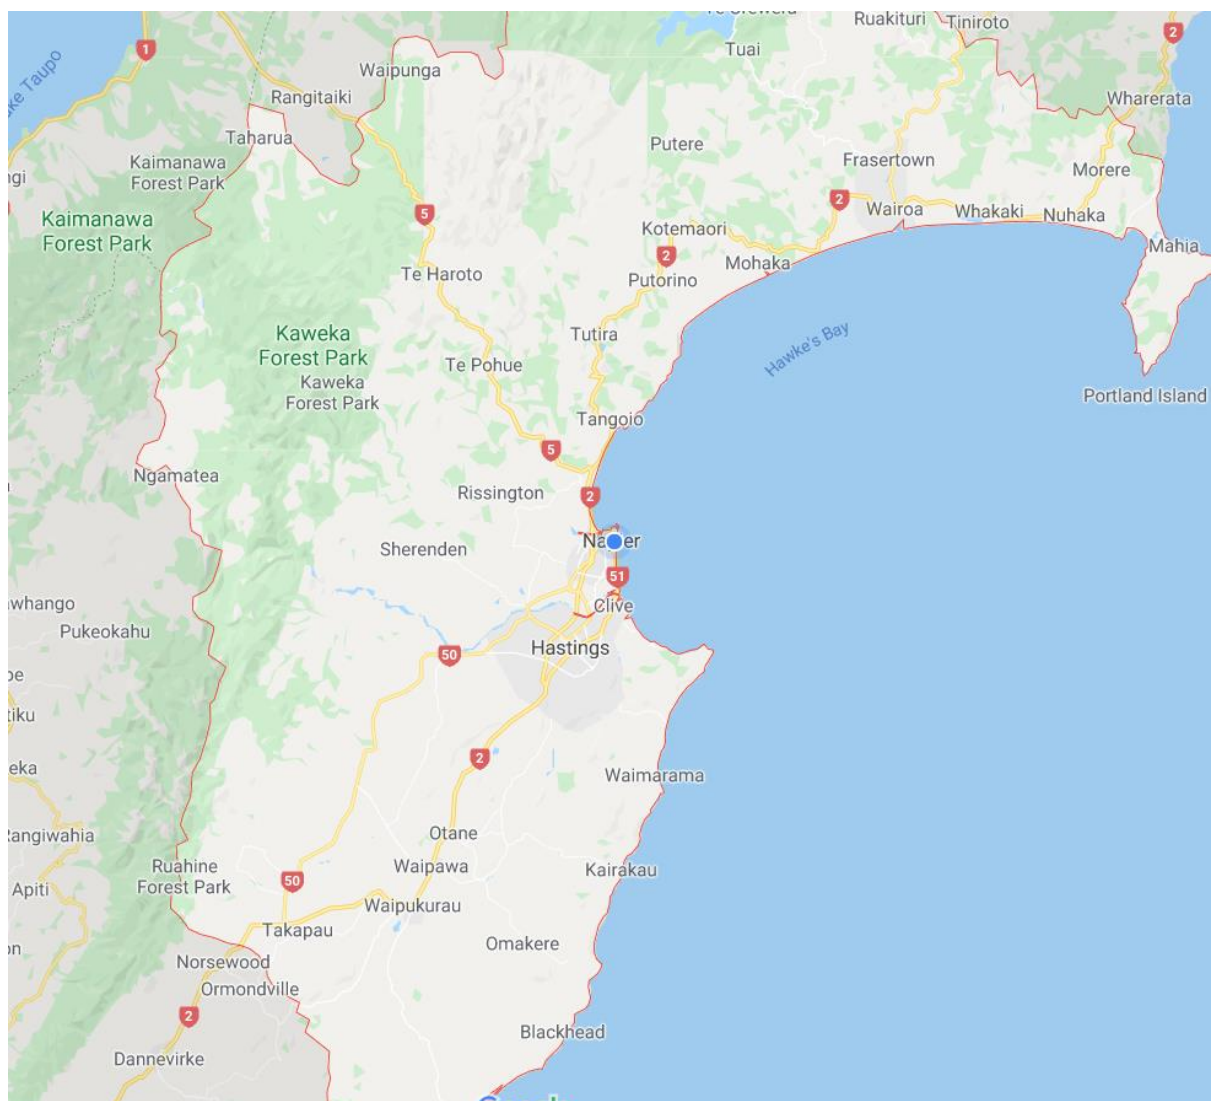 Ruakituri
Tiniroto
2
1
Tuai
Waipunga
Rangitaiki
Wharerata
Taharua
Putere
Kaimanawa
Forest Park
Frasertown
Morere
2
Wairoa
Whakaki
Nuhaka
5
Kaimanawa
Forest Park
Kotemaori
Mahia
2
Mohaka
Te Haroto
Putorino
Kaweka
Forest Park
Tutira
Hawke's Bay
Te Pohue
Kaweka
Forest Park
Portland Island
Tangoio
5
Ngamatea
Rissington
2
Sherenden
51
Clive
Pukeokahu
Hastings
50
2
Waimarama
Otane
Waipawa
Ruahine
Forest Park
Kairakau
50
Apiti
Waipukurau
Takapau
Omakere
Norsewood
Ormondville
2
Blackhead
Dannevirke